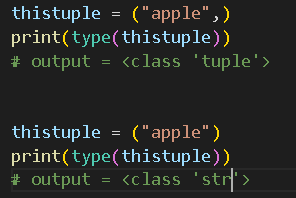 thistuple = ("apple",)
print(type(thistuple))
# output = <class 'tuple'>
thistuple = ("apple")
print(type(thistuple))
# output = <class 'str'>